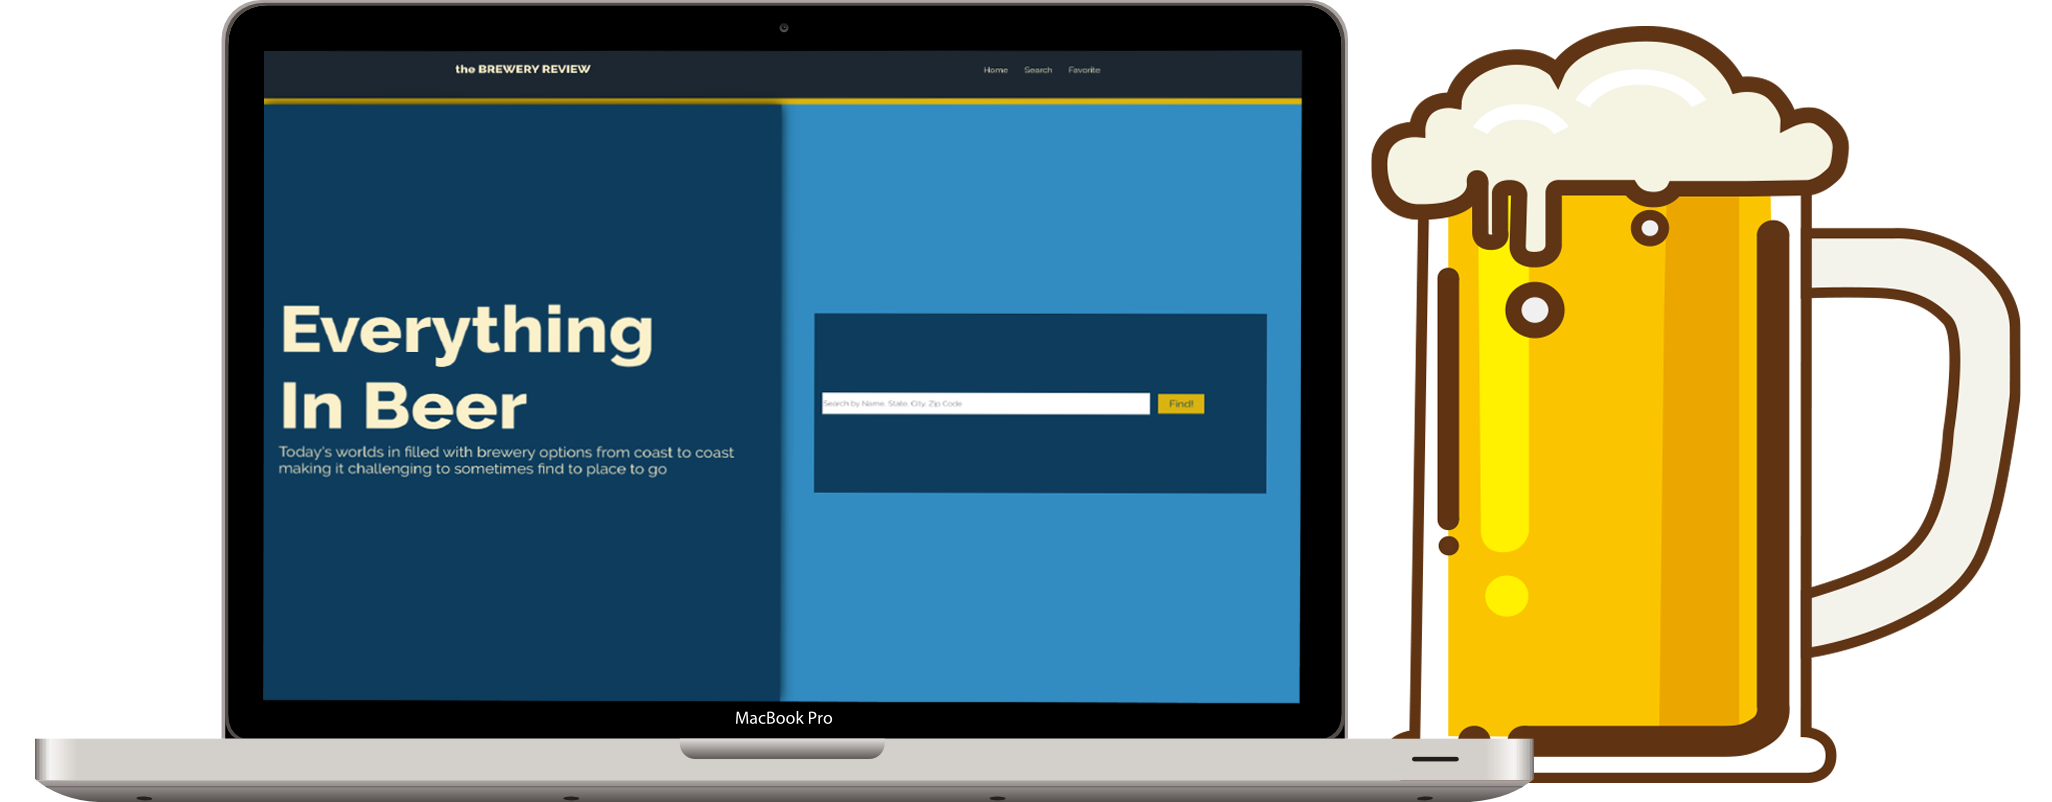 the BREWERY REVIEW
Home Search Favorite
Everything
In Beer
Today's worlds in filled with brewery options from coast to coast
making it challenging to sometimes find to place to go
Search by Name, State, City, Zip Code
Find!
MacBook Pro